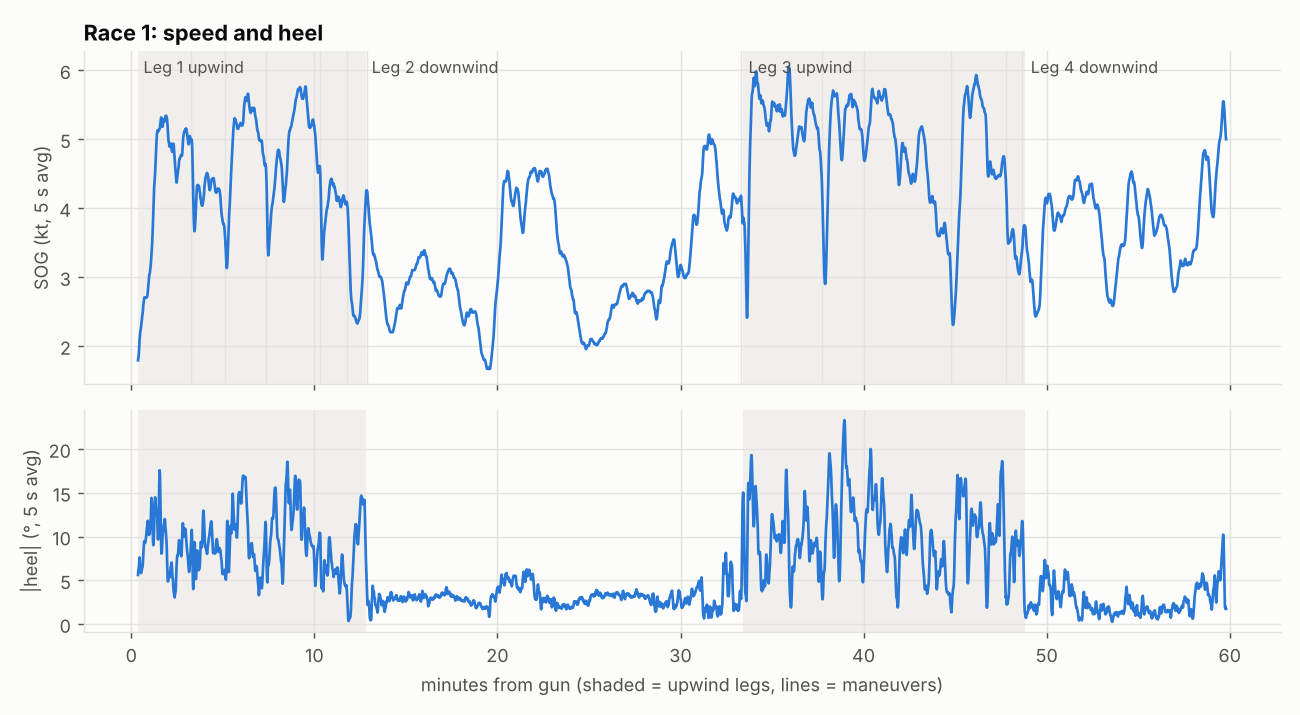 Race 1: speed and heel
Leg 1 upwind
Leg 2 downwind
Leg 3 upwind
Leg 4 downwind
SOG (kt, 5 s avg)
6
5
4
3
2
|heel| (°, 5 s avg)
20
15
10
5
0
0 10 20 30 40 50 60
minutes from gun (shaded = upwind legs, lines = maneuvers)